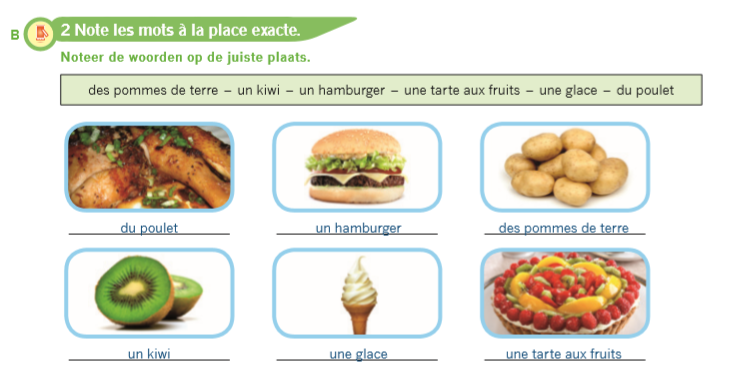 B
2 Note les mots à la place exacte.
Noteer de woorden op de juiste plaats.
des pommes de terre – un kiwi – un hamburger – une tarte aux fruits – une glace – du poulet
du poulet un hamburger des pommes de terre
un kiwi une glace une tarte aux fruits